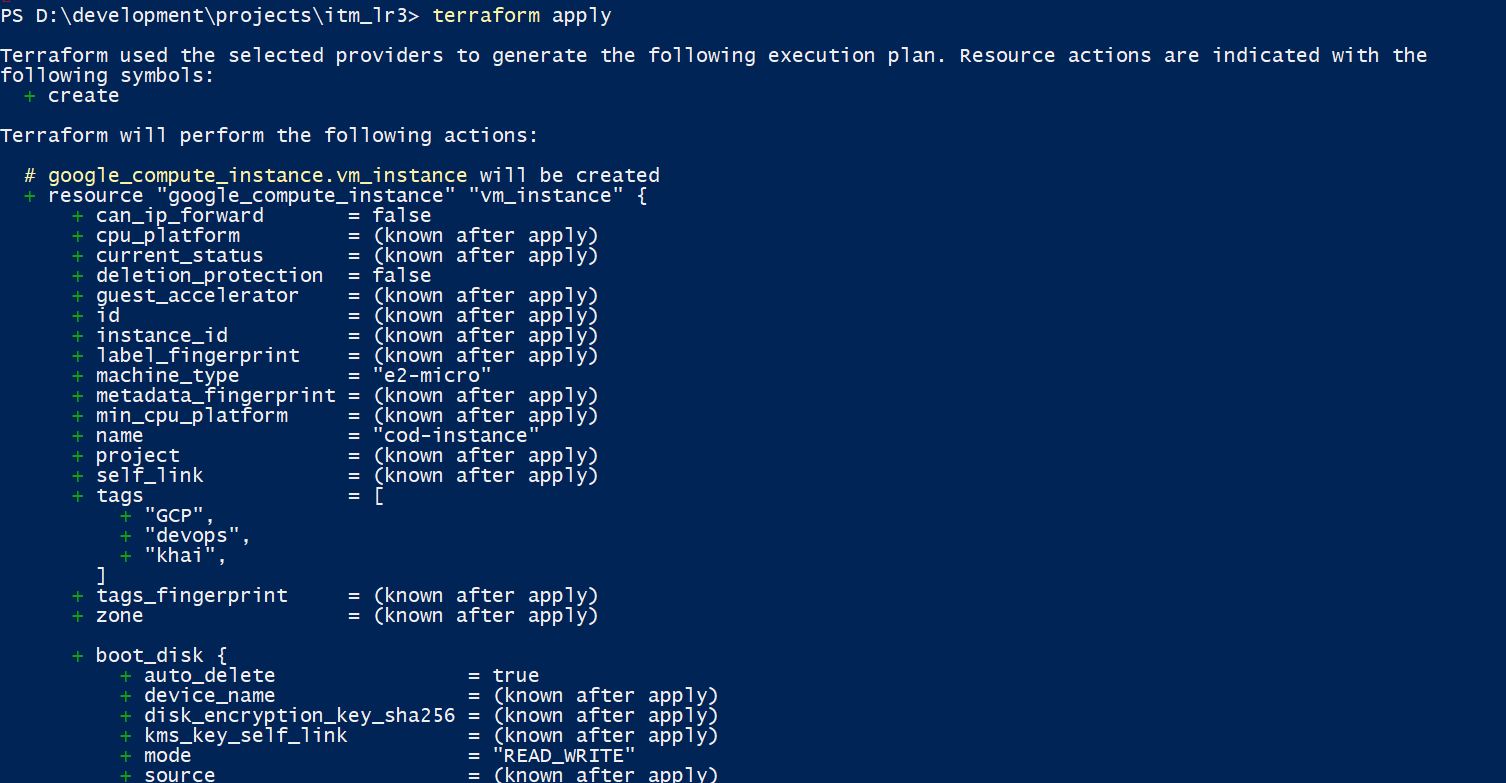 PS D:\development\projects\itm_lr3> terraform apply
Terraform used the selected providers to generate the following execution plan. Resource actions are indicated with the
following symbols:
  + create
Terraform will perform the following actions:
  # google_compute_instance.vm_instance will be created
  + resource "google_compute_instance" "vm_instance" {
      + can_ip_forward       = false
      + cpu_platform         = (known after apply)
      + current_status       = (known after apply)
      + deletion_protection  = false
      + guest_accelerator    = (known after apply)
      + id                   = (known after apply)
      + instance_id          = (known after apply)
      + label_fingerprint    = (known after apply)
      + machine_type         = "e2-micro"
      + metadata_fingerprint = (known after apply)
      + min_cpu_platform     = (known after apply)
      + name                 = "cod-instance"
      + project              = (known after apply)
      + self_link            = (known after apply)
      + tags                 = [
          + "GCP",
          + "devops",
          + "khai",
        ]
      + tags_fingerprint     = (known after apply)
      + zone                 = (known after apply)
      + boot_disk {
          + auto_delete                = true
          + device_name                = (known after apply)
          + disk_encryption_key_sha256 = (known after apply)
          + kms_key_self_link          = (known after apply)
          + mode                       = "READ_WRITE"
          + source                     = (known after apply)